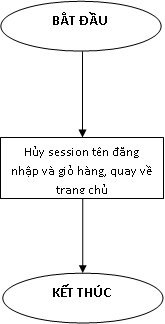 BẮT ĐẦU
Hủy session tên đăng
nhập và giỏ hàng, quay về
trang chủ
KẾT THÚC